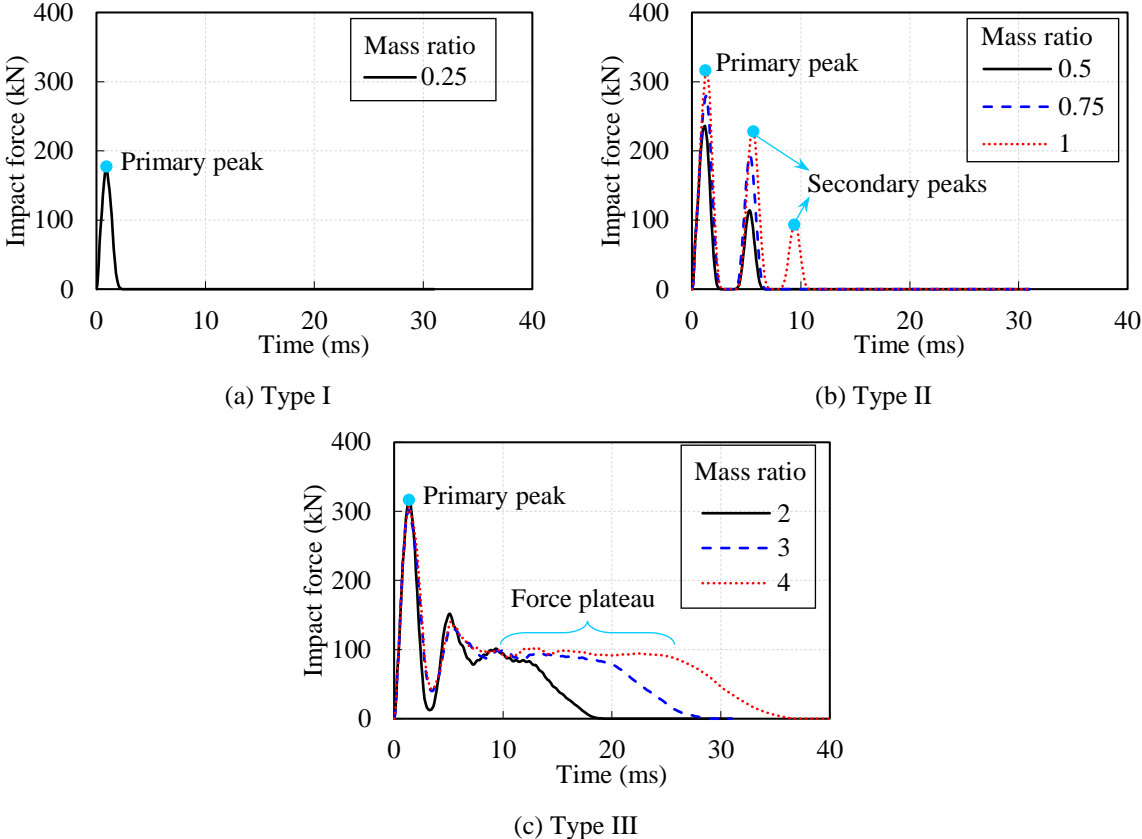 400
300
200
100
0
Impact force (kN)
Mass ratio
0.25
Primary peak
0 10 20 30 40
Time (ms)
(a) Type I
400
300
200
100
0
Impact force (kN)
Mass ratio
0.5
0.75
1
Primary peak
Secondary peaks
0 10 20 30 40
Time (ms)
(b) Type II
400
300
200
100
0
Impact force (kN)
Mass ratio
2
3
4
Primary peak
Force plateau
0 10 20 30 40
Time (ms)
(c) Type III